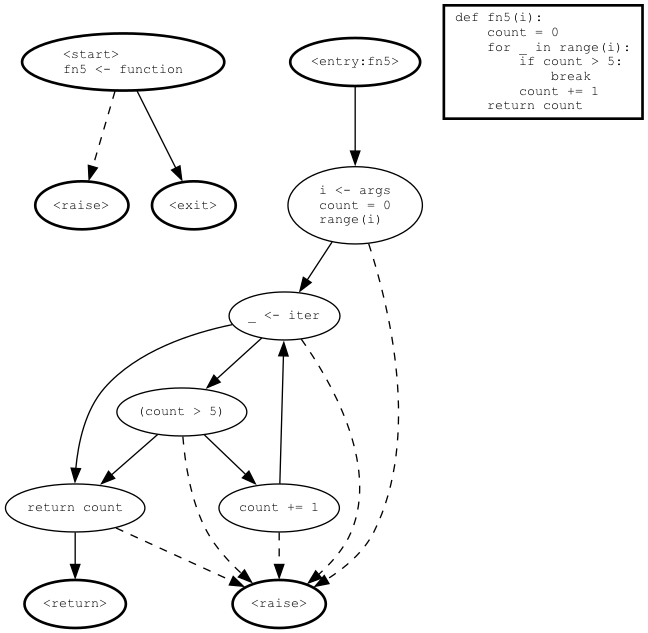 <start>
fn5 <- function
<entry:fn5>
def fn5(i):
    count = 0
    for _ in range(i):
        if count > 5:
            break
        count += 1
    return count
<raise>
<exit>
i <- args
count = 0
range(i)
_ <- iter
(count > 5)
return count
count += 1
<return>
<raise>